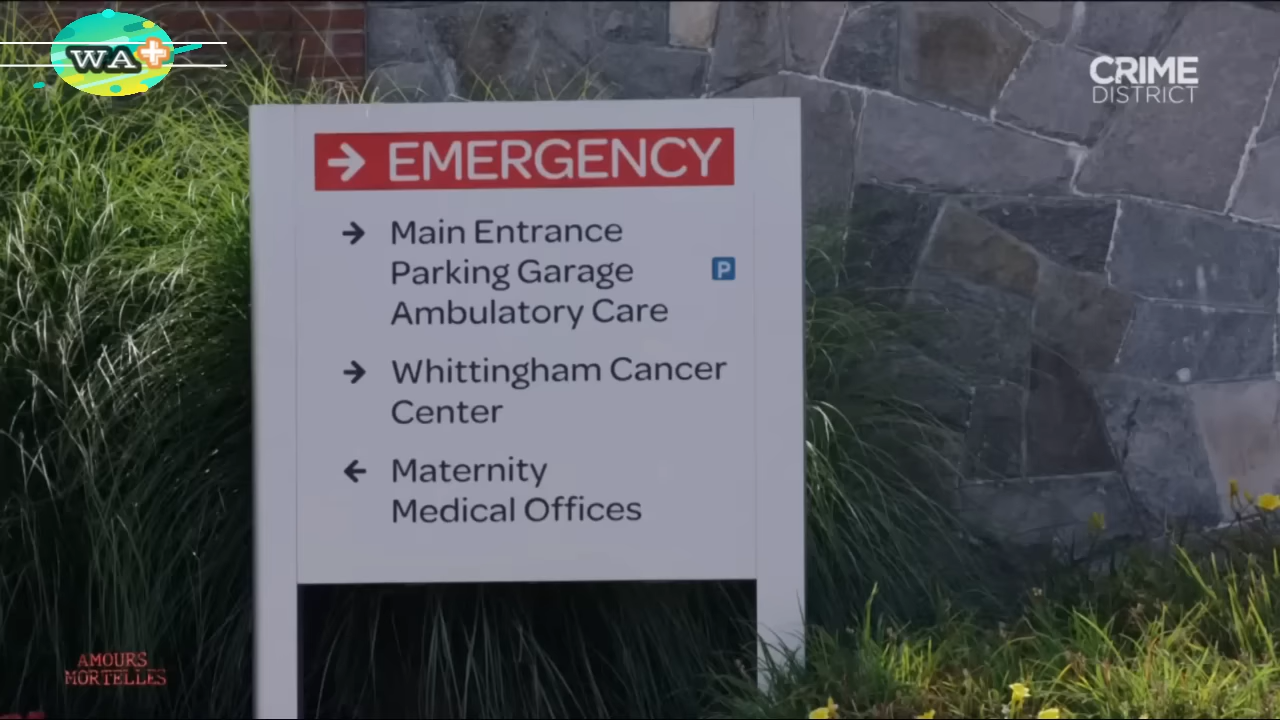 WA+
CRIME
DISTRICT
EMERGENCY
Main Entrance
Parking Garage
P
Ambulatory Care
Whittingham Cancer
Center
Maternity
Medical Offices
AMOURS
MORTELLES